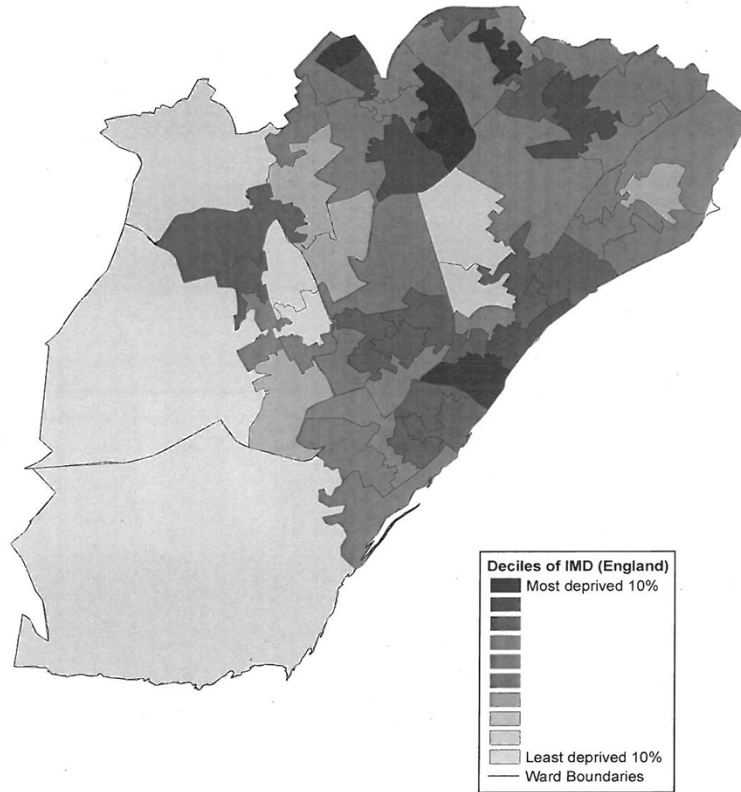 Deciles of IMD (England)
Most deprived 10%
Least deprived 10%
Ward Boundaries